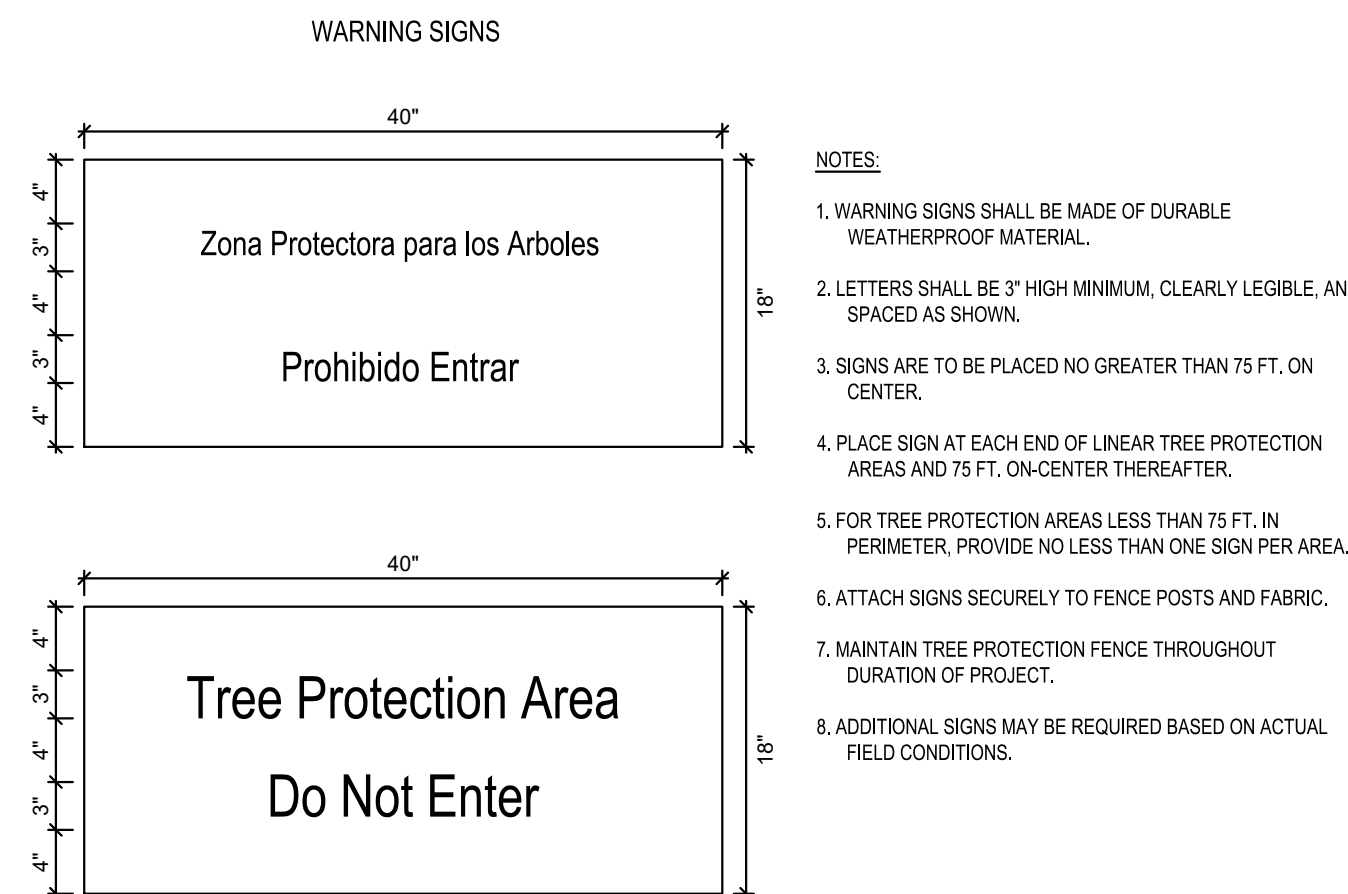 WARNING SIGNS
40"
4"
3"
4"
3"
4"
Zona Protectora para los Arboles
Prohibido Entrar
18"
40"
4"
3"
4"
3"
4"
Tree Protection Area
Do Not Enter
18"
NOTES:
1. WARNING SIGNS SHALL BE MADE OF DURABLE
WEATHERPROOF MATERIAL.
2. LETTERS SHALL BE 3" HIGH MINIMUM, CLEARLY LEGIBLE, AN
SPACED AS SHOWN.
3. SIGNS ARE TO BE PLACED NO GREATER THAN 75 FT. ON
CENTER.
4. PLACE SIGN AT EACH END OF LINEAR TREE PROTECTION
AREAS AND 75 FT. ON-CENTER THEREAFTER.
5. FOR TREE PROTECTION AREAS LESS THAN 75 FT. IN
PERIMETER, PROVIDE NO LESS THAN ONE SIGN PER AREA.
6. ATTACH SIGNS SECURELY TO FENCE POSTS AND FABRIC.
7. MAINTAIN TREE PROTECTION FENCE THROUGHOUT
DURATION OF PROJECT.
8. ADDITIONAL SIGNS MAY BE REQUIRED BASED ON ACTUAL
FIELD CONDITIONS.